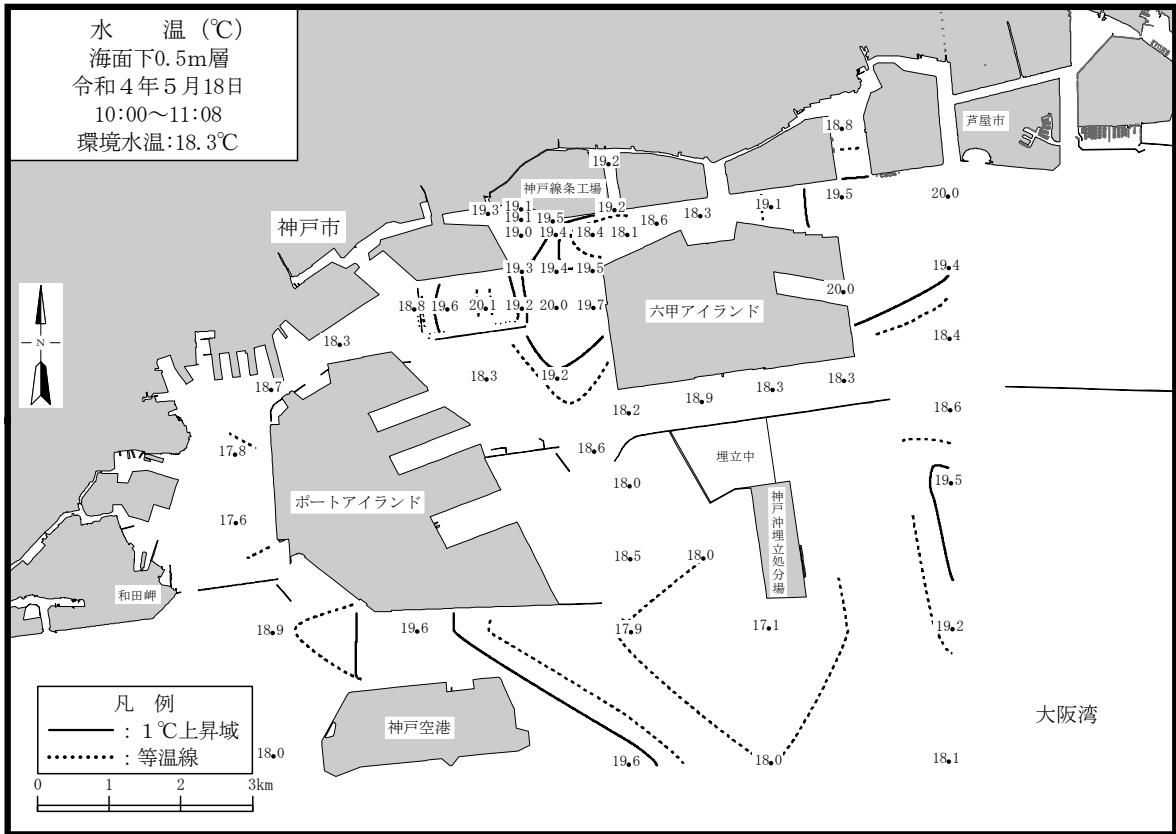 水　　温（℃）
海面下0.5m層
令和４年５月18日
10:00～11:08
環境水温:18.3℃
芦屋市
18.8
19.2
神戸線条工場
19.5
20.0
19.3
19.1
19.2
19.1
19.1
19.5
18.6
18.3
神戸市
19.0
19.4
18.4
18.1
19.3
19.4
19.5
19.4
20.0
18.8
19.6
20.1
19.2
20.0
19.7
六甲アイランド
N
18.3
18.4
18.7
18.3
19.2
18.2
18.9
18.3
18.3
18.6
17.8
18.6
埋立中
18.0
19.5
ポートアイランド
神戸沖埋立処分場
17.6
18.5
18.0
和田岬
18.9
19.6
17.9
17.1
19.2
凡　例
：１℃上昇域
：等温線
神戸空港
大阪湾
18.0
19.6
18.0
18.1
0 1 2 3km